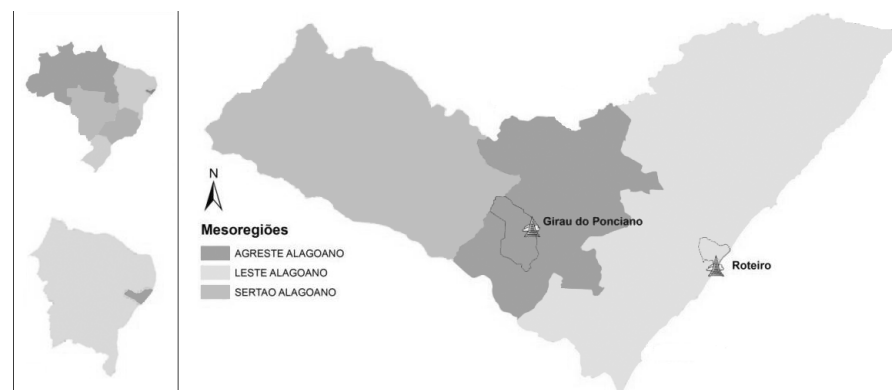 N
Mesoregiões
AGRESTE ALAGOANO
LESTE ALAGOANO
SERTAO ALAGOANO
Girau do Ponciano
Roteiro